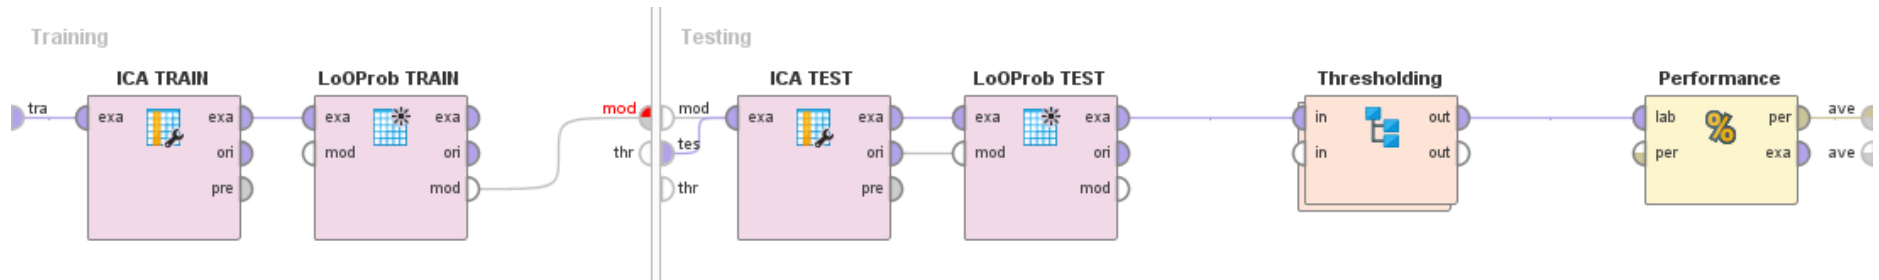 Training
Testing
ICA TRAIN
LoOProb TRAIN
ICA TEST
LoOProb TEST
Thresholding
Performance
tra
exa
exa
exa
exa
mod
mod
exa
exa
exa
exa
in
out
lab
per
ave
ori
mod
ori
thr
tes
ori
mod
ori
in
out
per
exa
ave
pre
mod
thr
pre
mod